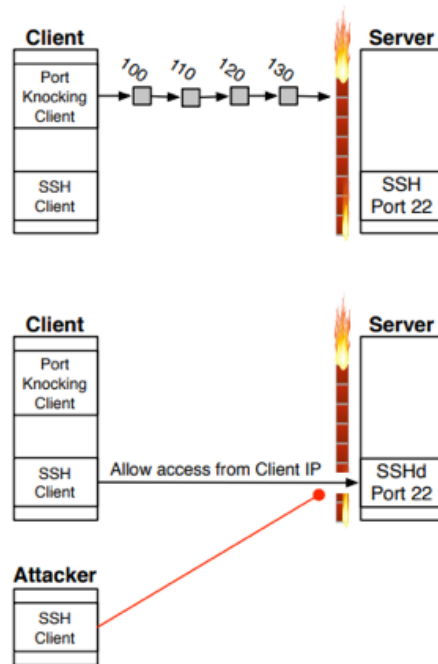 Client
Server
Port
Knocking
Client
100
110
120
130
SSH
Client
SSH
Port 22
Client
Server
Port
Knocking
Client
SSH
Client
Allow access from Client IP
SSHd
Port 22
Attacker
SSH
Client